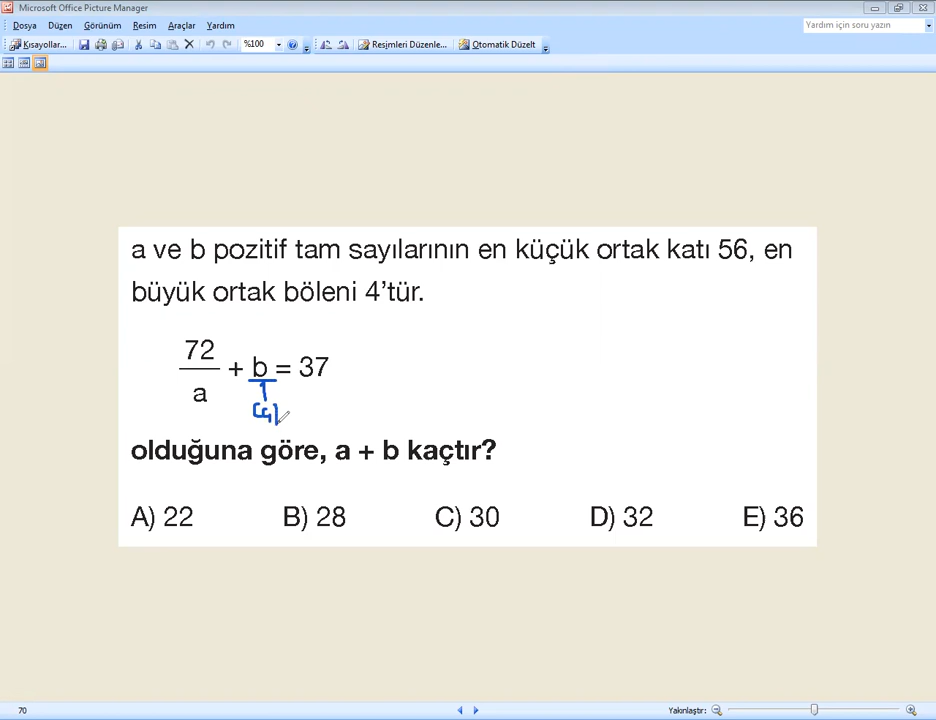 Microsoft Office Picture Manager
Dosya Düzen Görünüm Resim Araçlar Yardım
Yardım için soru yazın
Kısayollar... %100 Resimleri Düzenle... Otomatik Düzelt
a ve b pozitif tam sayılarının en küçük ortak katı 56, en
büyük ortak böleni 4’tür.
72
+ b = 37
a
olduğuna göre, a + b kaçtır?
A) 22 B) 28 C) 30 D) 32 E) 36
70 Yakınlaştır: